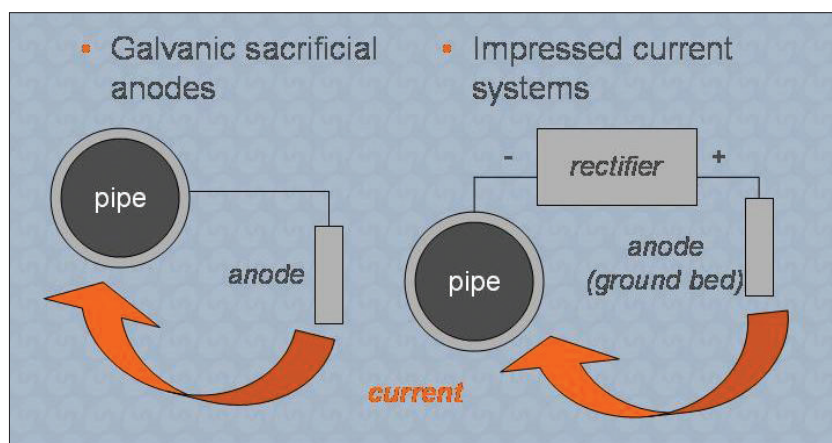 ▪ Galvanic sacrificial
anodes
pipe
anode
▪ Impressed current
systems
- rectifier +
pipe
anode
(ground bed)
current